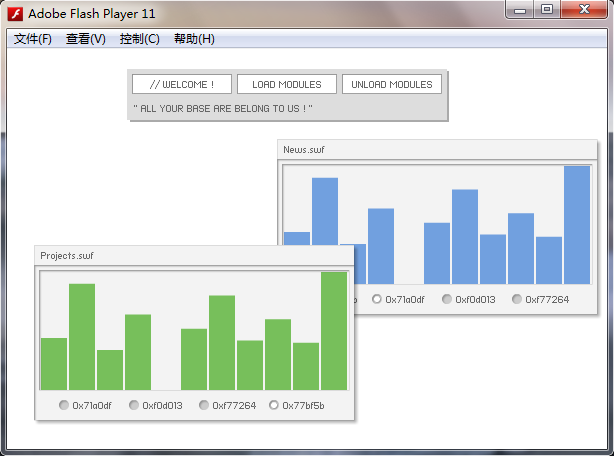 Adobe Flash Player 11
文件(F) 查看(V) 控制(C) 帮助(H)
// WELCOME ! LOAD MODULES UNLOAD MODULES
" ALL YOUR BASE ARE BELONG TO US ! "
News.swf
0x71a0df 0xf0d013 0xf77264
Projects.swf
0x71a0df 0xf0d013 0xf77264 0x77bf5b